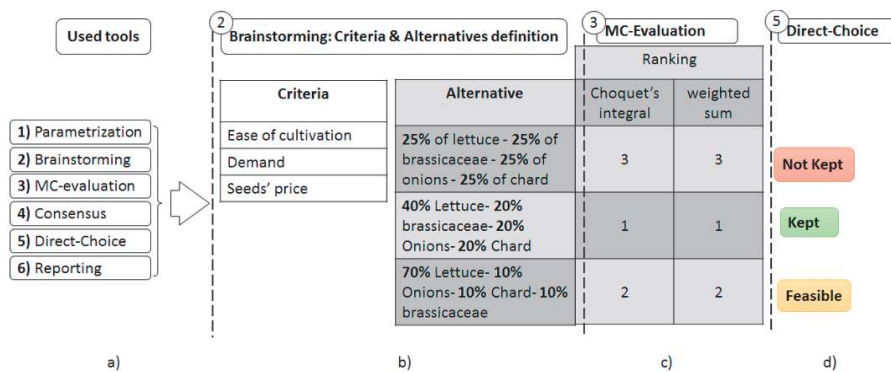 Used tools
2
Brainstorming: Criteria & Alternatives definition
3
MC-Evaluation
5
Direct-Choice
1) Parametrization
2) Brainstorming
3) MC-evaluation
4) Consensus
5) Direct-Choice
6) Reporting
Criteria
Ease of cultivation
Demand
Seeds' price
Alternative
25% of lettuce - 25% of
brassicaceae - 25% of
onions - 25% of chard
40% Lettuce- 20%
brassicaceae- 20%
Onions- 20% Chard
70% Lettuce- 10%
Onions- 10% Chard- 10%
brassicaceae
Ranking
Choquet's
integral
weighted
sum
3
3
1
1
2
2
Not Kept
Kept
Feasible
a)
b)
c)
d)